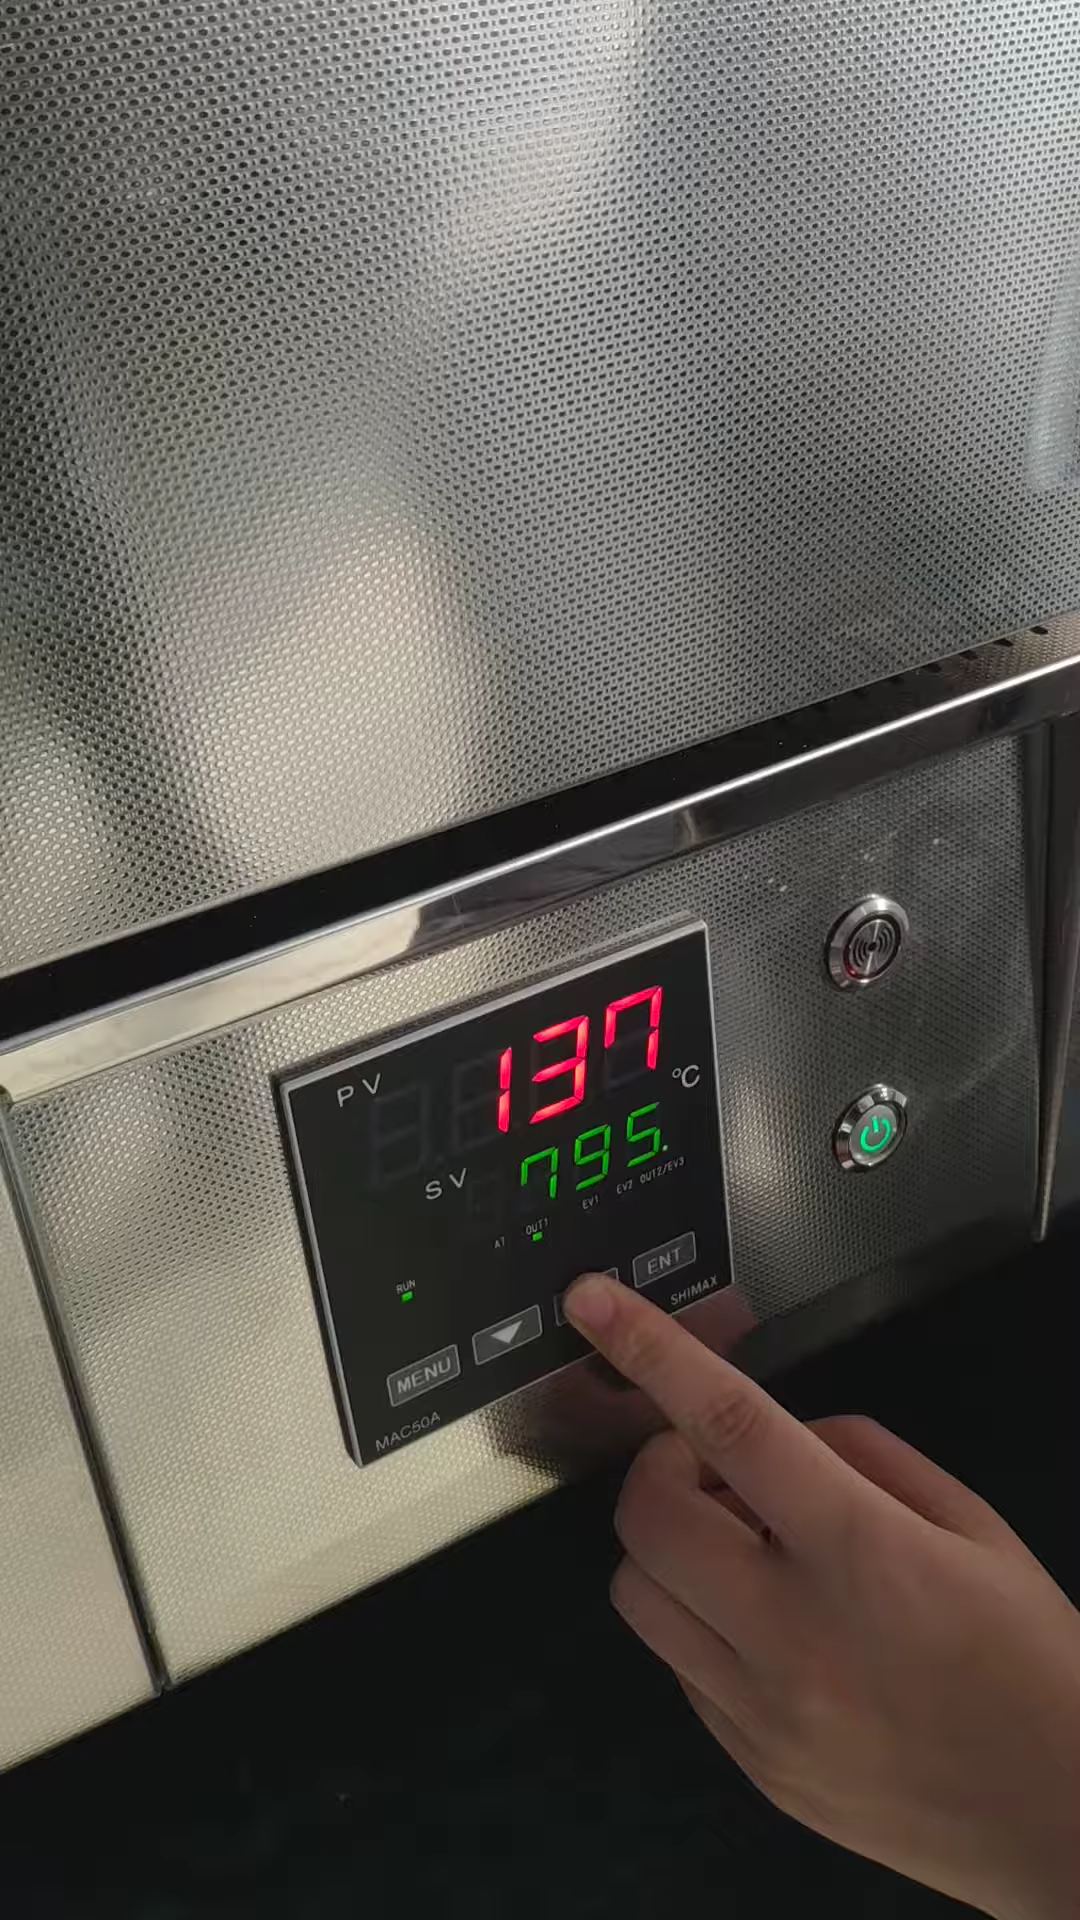 PV
137
°C
SV
795.
AT OUT1 EV1 EV2 OUT2/EV3
RUN
MENU ENT
MAC50A SHIMAX